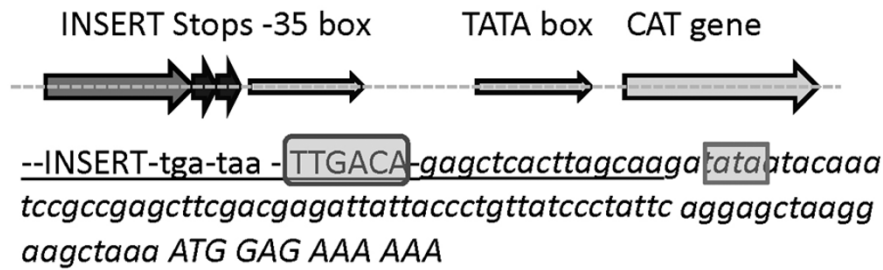 INSERT Stops -35 box TATA box CAT gene
--INSERT-tga-taa - TTGACA-gagctcacttagcaagatataatacaaa
tccgccgagcttcgacgagattattaccctgttatccctattc aggagctaagg
aagctaaa ATG GAG AAA AAA